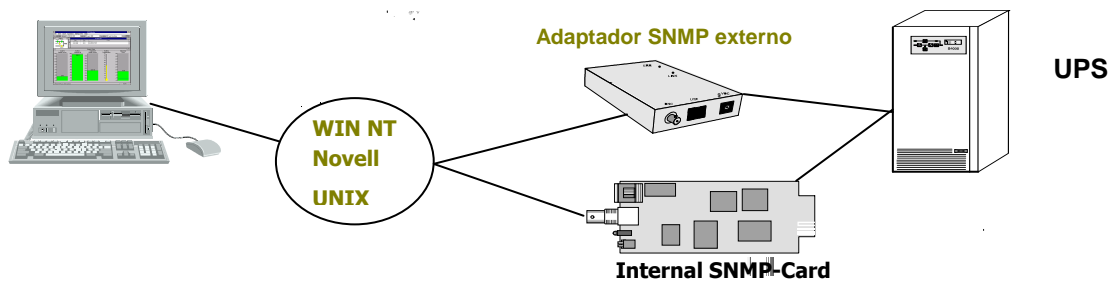 Adaptador SNMP externo
UPS
WIN NT
Novell
UNIX
Internal SNMP-Card